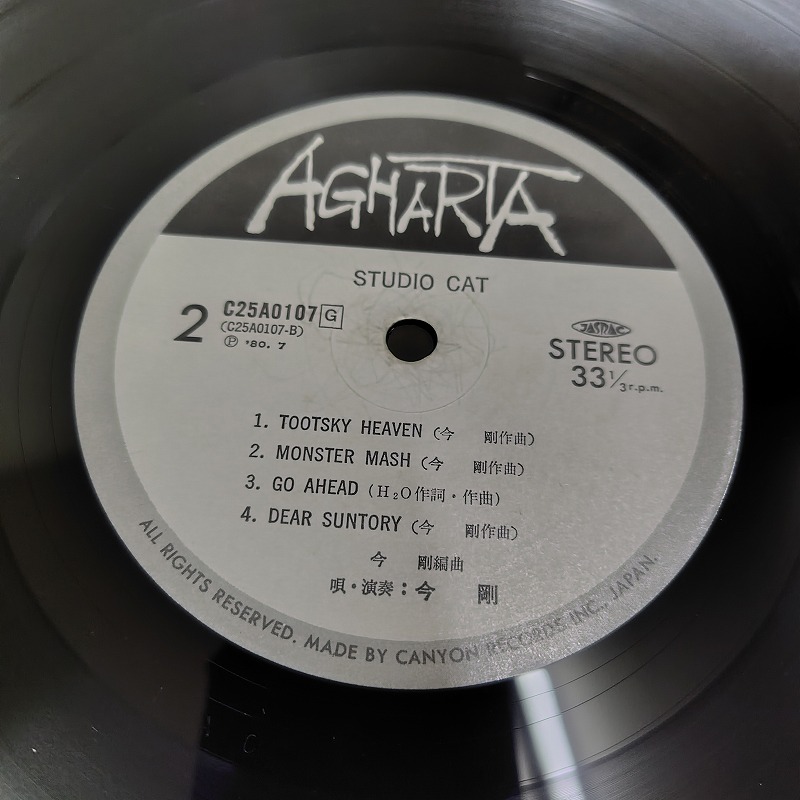 AGHARTA
STUDIO CAT
2
C25A0107 G
(C25A0107-B)
Ⓟ '80. 7
JASRAC
STEREO
33 1/3 r.p.m.
1. TOOTSKY HEAVEN (今　剛作曲)
2. MONSTER MASH (今　剛作曲)
3. GO AHEAD (H₂O作詞・作曲)
4. DEAR SUNTORY (今　剛作曲)
今　剛編曲
唄・演奏：今　剛
ALL RIGHTS RESERVED. MADE BY CANYON RECORDS INC., JAPAN.